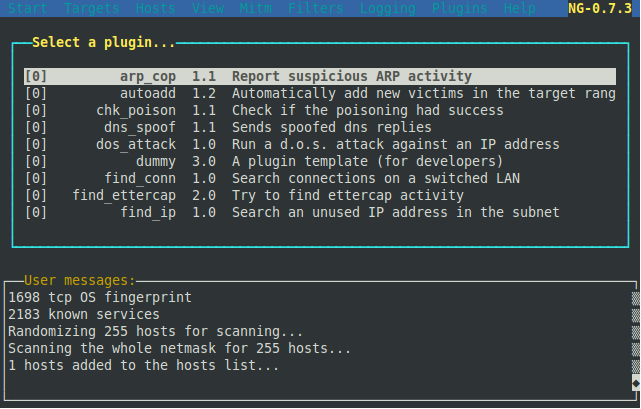 Start Targets Hosts View Mitm Filters Logging Plugins Help NG-0.7.3
Select a plugin...
[0] arp_cop 1.1 Report suspicious ARP activity
[0] autoadd 1.2 Automatically add new victims in the target rang
[0] chk_poison 1.1 Check if the poisoning had success
[0] dns_spoof 1.1 Sends spoofed dns replies
[0] dos_attack 1.0 Run a d.o.s. attack against an IP address
[0] dummy 3.0 A plugin template (for developers)
[0] find_conn 1.0 Search connections on a switched LAN
[0] find_ettercap 2.0 Try to find ettercap activity
[0] find_ip 1.0 Search an unused IP address in the subnet
User messages:
1698 tcp OS fingerprint
2183 known services
Randomizing 255 hosts for scanning...
Scanning the whole netmask for 255 hosts...
1 hosts added to the hosts list...